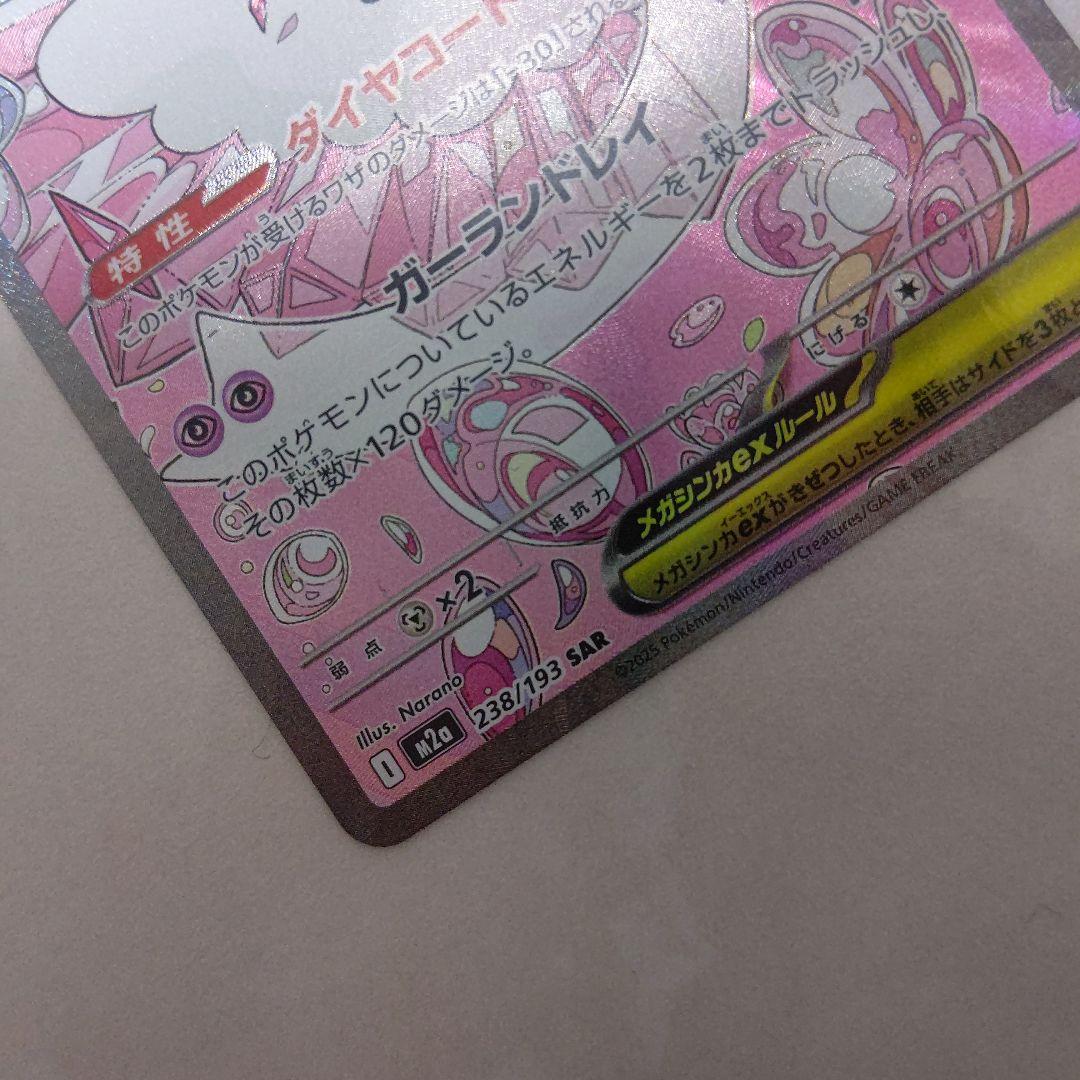 ダイヤコート
特性
このポケモンが受けるワザのダメージは「-30」される
ガーランドレイ
このポケモンについているエネルギーを2枚までトラッシュし、
その枚数×120ダメージ。
弱点 ×2
抵抗力
にげる
メガシンカexルール
メガシンカexがきぜつしたとき、相手はサイドを3枚と
Illus. Narano
I M2a 238/193 SAR
©2025 Pokémon/Nintendo/Creatures/GAME FREAK